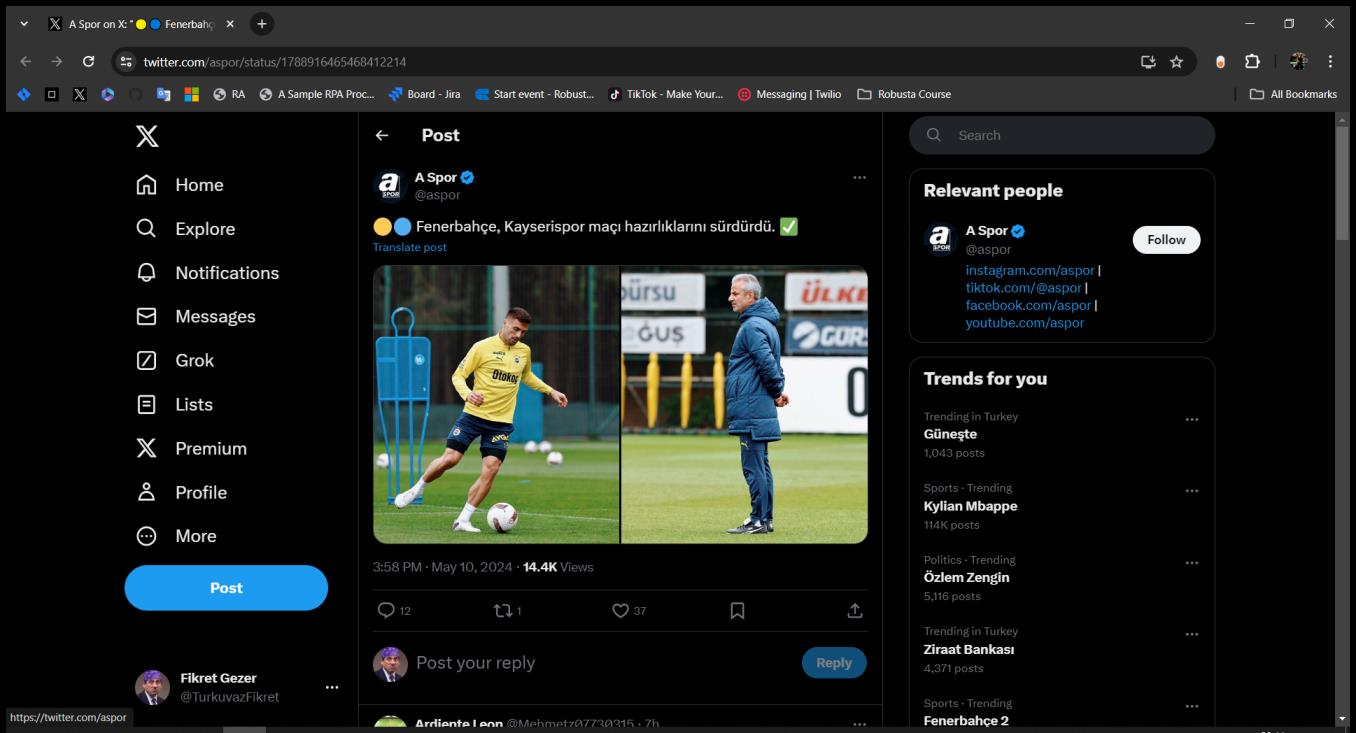 A Spor on X: "🟡🔵 Fenerbahç
twitter.com/aspor/status/1788916465468412214
RA
A Sample RPA Proc...
Board - Jira
Start event - Robust...
TikTok - Make Your...
Messaging | Twilio
Robusta Course
All Bookmarks
Home
Explore
Notifications
Messages
Grok
Lists
Premium
Profile
More
Post
Fikret Gezer
@TurkuvazFikret
https://twitter.com/aspor
Post
a SPOR
A Spor
@aspor
🟡🔵 Fenerbahçe, Kayserispor maçı hazırlıklarını sürdürdü. ✅
Translate post
Otokoç
ÜLKE
ĞUŞ
GÜRS
0
3:58 PM · May 10, 2024 · 14.4K Views
12
1
37
Post your reply
Reply
Ardiente Leon @Mehmetz07730315 · 7h
Search
Relevant people
a SPOR
A Spor
@aspor
Follow
instagram.com/aspor |
tiktok.com/@aspor |
facebook.com/aspor |
youtube.com/aspor
Trends for you
Trending in Turkey
Güneşte
1,043 posts
Sports · Trending
Kylian Mbappe
114K posts
Politics · Trending
Özlem Zengin
5,116 posts
Trending in Turkey
Ziraat Bankası
4,371 posts
Sports · Trending
Fenerbahçe 2